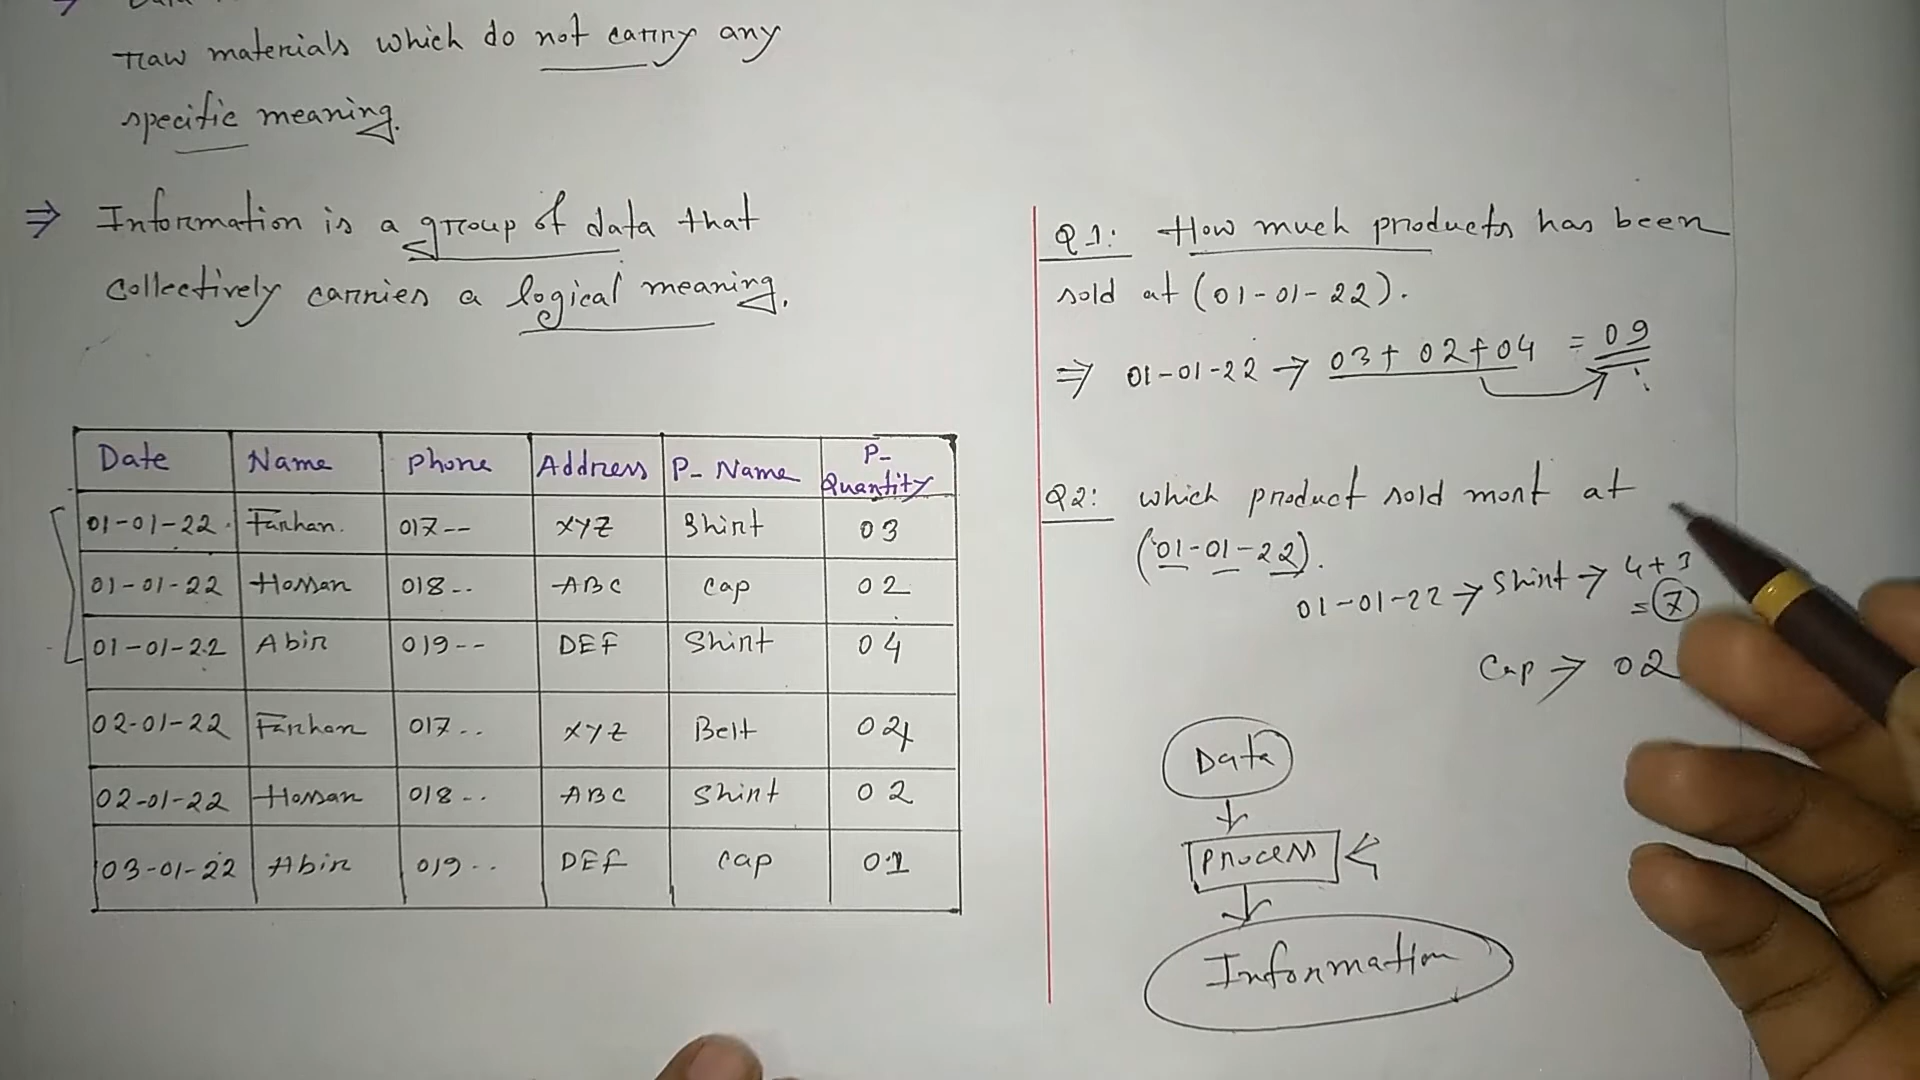 raw materials which do not carry any
specific meaning.
⇒ Information is a group of data that
collectively carries a logical meaning.
Date Name Phone Address P_ Name P_ Quantity
01-01-22 Farhan. 017-- XYZ Shirt 03
01-01-22 Hossan 018-- ABC Cap 02
01-01-22 Abir 019-- DEF Shirt 04
02-01-22 Farhan 017.. XYZ Belt 04
02-01-22 Hossan 018.. ABC Shirt 02
03-01-22 Abir 019.. DEF Cap 01
Q1: How much products has been
sold at (01-01-22).
⇒ 01-01-22 → 03+ 02+04 = 09
Q2: which product sold most at
(01-01-22).
01-01-22 → Shirt → 4+3
= 7
Cap → 02
Data
Process
Information